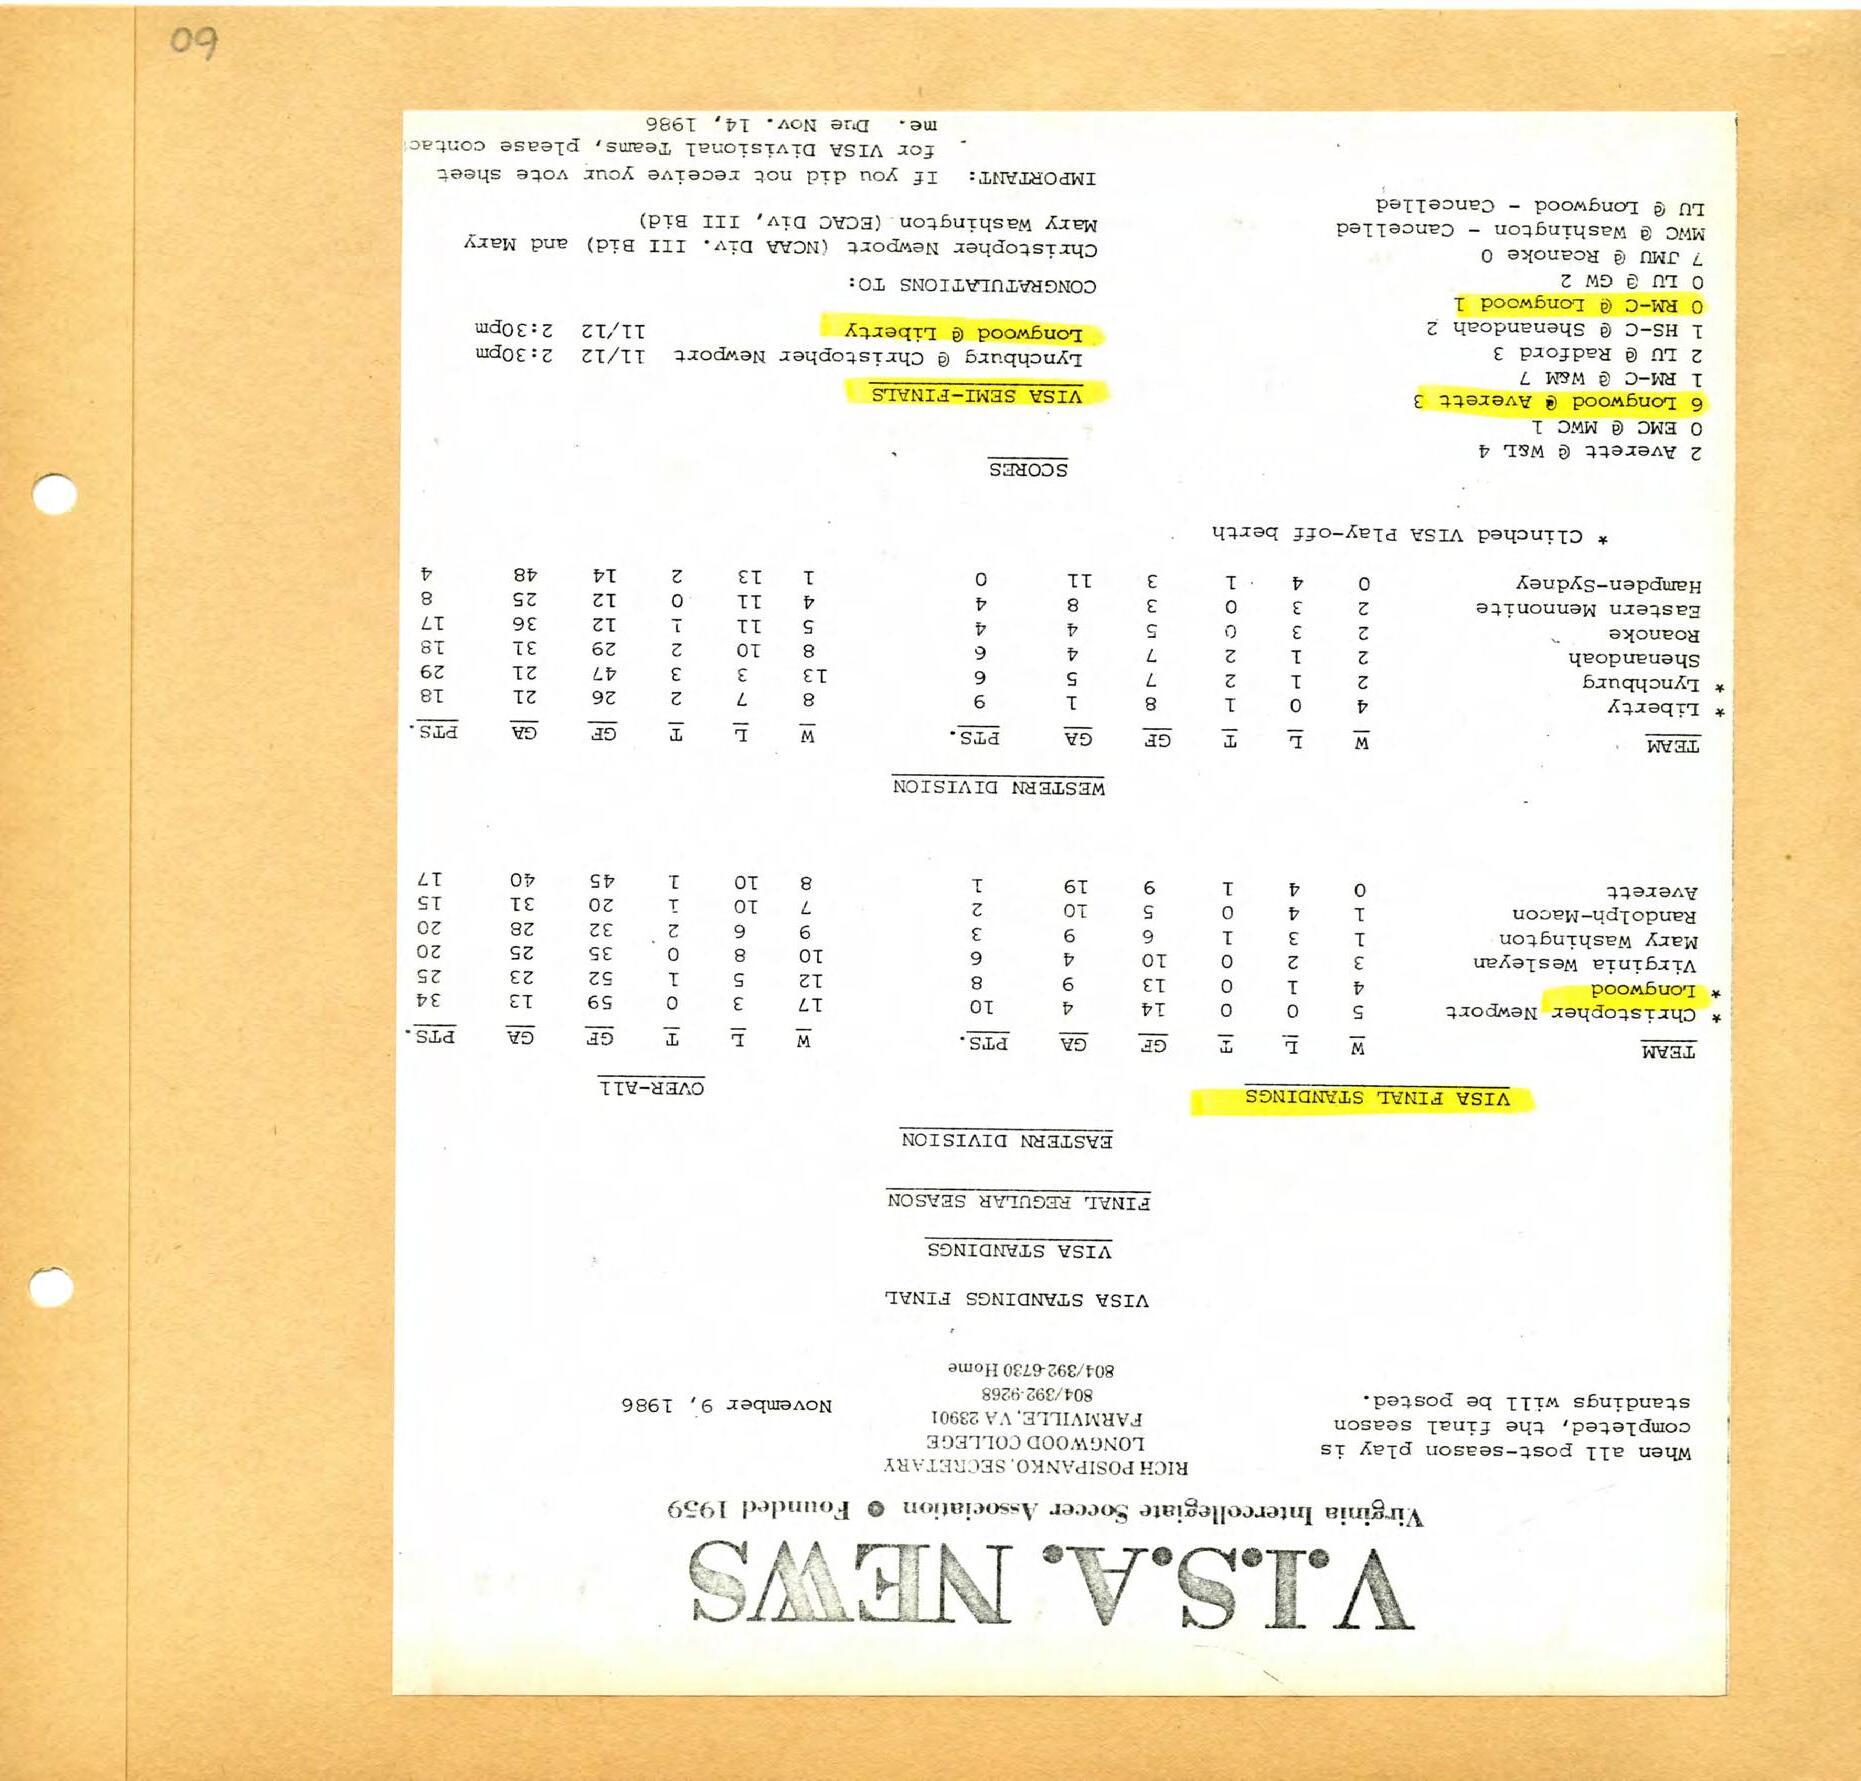 V.I.S.A. NEWS
Virginia Intercollegiate Soccer Association ● Founded 1959
RICH POSIPANKO, SECRETARY
LONGWOOD COLLEGE
FARMVILLE, VA 23901
804/392-9268
804/392-6730 Home
When all post-season play is
completed, the final season
standings will be posted.
November 9, 1986
VISA STANDINGS FINAL
VISA STANDINGS
FINAL REGULAR SEASON
EASTERN DIVISION
VISA FINAL STANDINGS OVER-All
TEAM W L T GF GA PTS. W L T GF GA PTS.
* Christopher Newport 5 0 0 14 4 10 17 3 0 59 13 34
* Longwood 4 1 0 13 9 8 12 5 1 52 23 25
Virginia Wesleyan 3 2 0 10 4 6 10 8 0 35 25 20
Mary Washington 1 3 1 6 9 3 9 6 2 32 28 20
Randolph-Macon 1 4 0 5 10 2 7 10 1 20 31 15
Averett 0 4 1 9 19 1 8 10 1 45 40 17
WESTERN DIVISION
TEAM W L T GF GA PTS. W L T GF GA PTS.
* Liberty 4 0 1 8 1 9 8 7 2 26 21 18
* Lynchburg 2 1 2 7 5 6 13 3 3 47 21 29
Shenandoah 2 1 2 7 4 6 8 10 2 29 31 18
Roanoke 2 3 0 5 4 4 5 11 1 12 36 17
Eastern Mennonite 2 3 0 3 8 4 4 11 0 12 25 8
Hampden-Sydney 0 4 1 3 11 0 1 13 2 14 48 4
* Clinched VISA Play-off berth
SCORES
2 Averett @ W&L 4
0 EMC @ MWC 1
6 Longwood @ Averett 3
1 RM-C @ W&M 7
2 LU @ Radford 3
1 HS-C @ Shenandoah 2
0 RM-C @ Longwood 1
0 LU @ GW 2
7 JMU @ Roanoke 0
MWC @ Washington - Cancelled
LU @ Longwood - Cancelled
VISA SEMI-FINALS
Lynchburg @ Christopher Newport 11/12 2:30pm
Longwood @ Liberty 11/12 2:30pm
CONGRATULATIONS TO:
Christopher Newport (NCAA Div. III Bid) and Mary
Mary Washington (ECAC Div, III Bid)
IMPORTANT: If you did not receive your vote sheet
for VISA Divisional Teams, please contac
me. Due Nov. 14, 1986
60